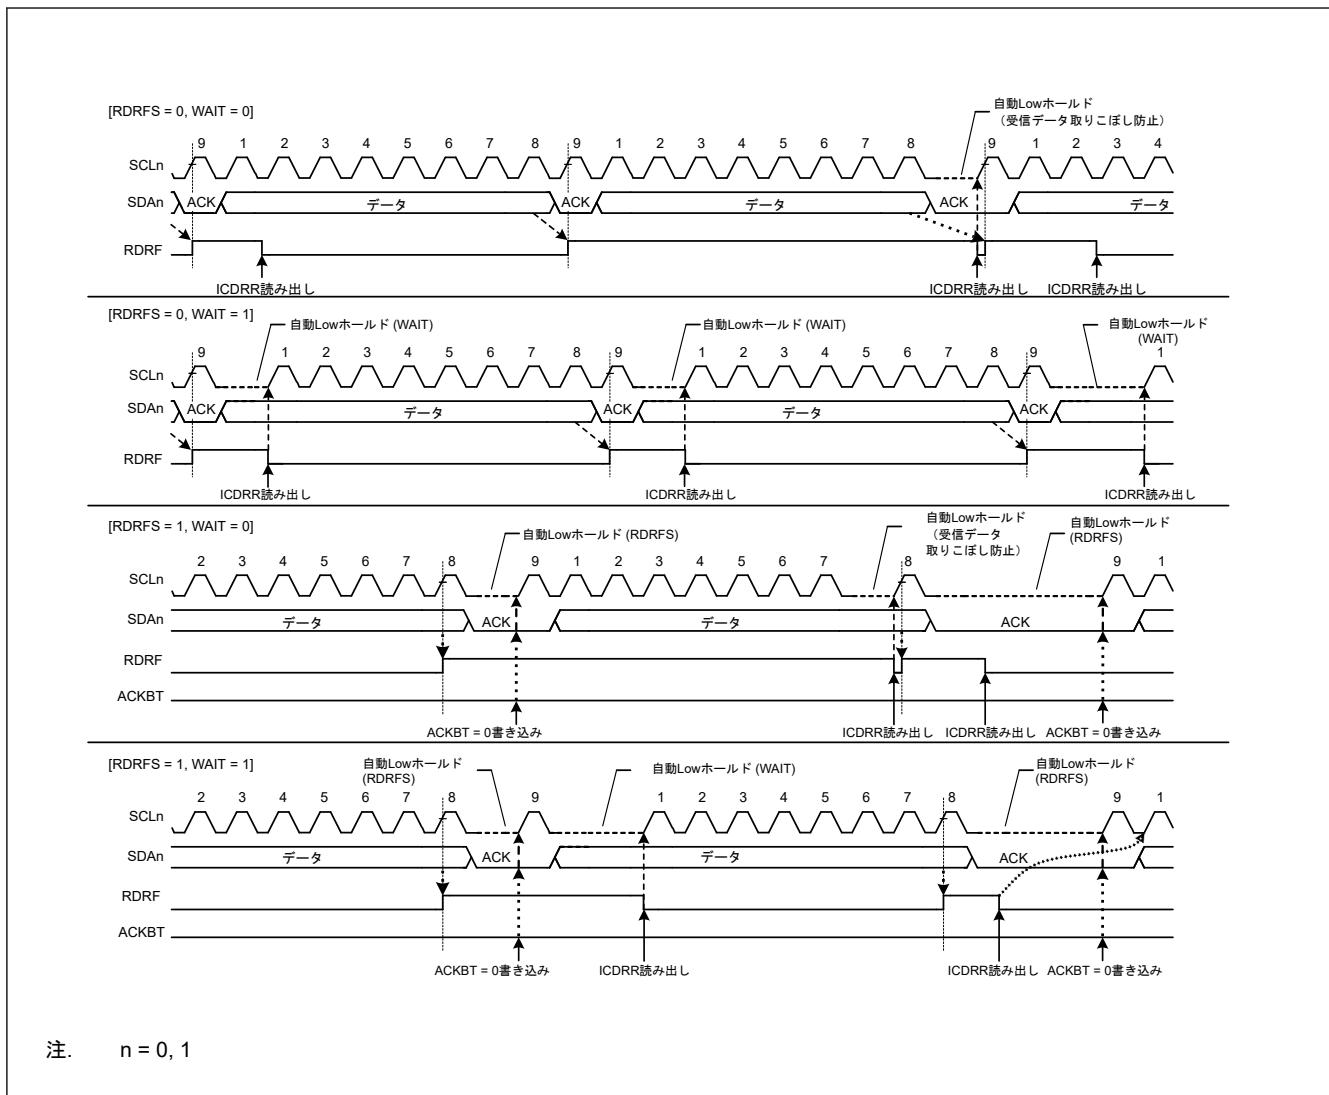 [RDRFS = 0, WAIT = 0]
自動Lowホールド
（受信データ取りこぼし防止）
9 1 2 3 4 5 6 7 8 9 1 2 3 4 5 6 7 8 9 1 2 3 4
SCLn
SDAn ACK データ ACK データ ACK データ
RDRF
ICDRR読み出し ICDRR読み出し ICDRR読み出し
[RDRFS = 0, WAIT = 1]
自動Lowホールド (WAIT) 自動Lowホールド (WAIT) 自動Lowホールド
(WAIT)
9 1 2 3 4 5 6 7 8 9 1 2 3 4 5 6 7 8 9 1
SCLn
SDAn ACK データ ACK データ ACK
RDRF
ICDRR読み出し ICDRR読み出し ICDRR読み出し
[RDRFS = 1, WAIT = 0]
自動Lowホールド (RDRFS)
自動Lowホールド
（受信データ
取りこぼし防止）
自動Lowホールド
(RDRFS)
2 3 4 5 6 7 8 9 1 2 3 4 5 6 7 8 9 1
SCLn
SDAn データ ACK データ ACK
RDRF
ACKBT
ACKBT = 0書き込み ICDRR読み出し ICDRR読み出し ACKBT = 0書き込み
[RDRFS = 1, WAIT = 1]
自動Lowホールド
(RDRFS)
自動Lowホールド (WAIT)
自動Lowホールド
(RDRFS)
2 3 4 5 6 7 8 9 1 2 3 4 5 6 7 8 9 1
SCLn
SDAn データ ACK データ ACK
RDRF
ACKBT
ACKBT = 0書き込み ICDRR読み出し ICDRR読み出し ACKBT = 0書き込み
注. n = 0, 1